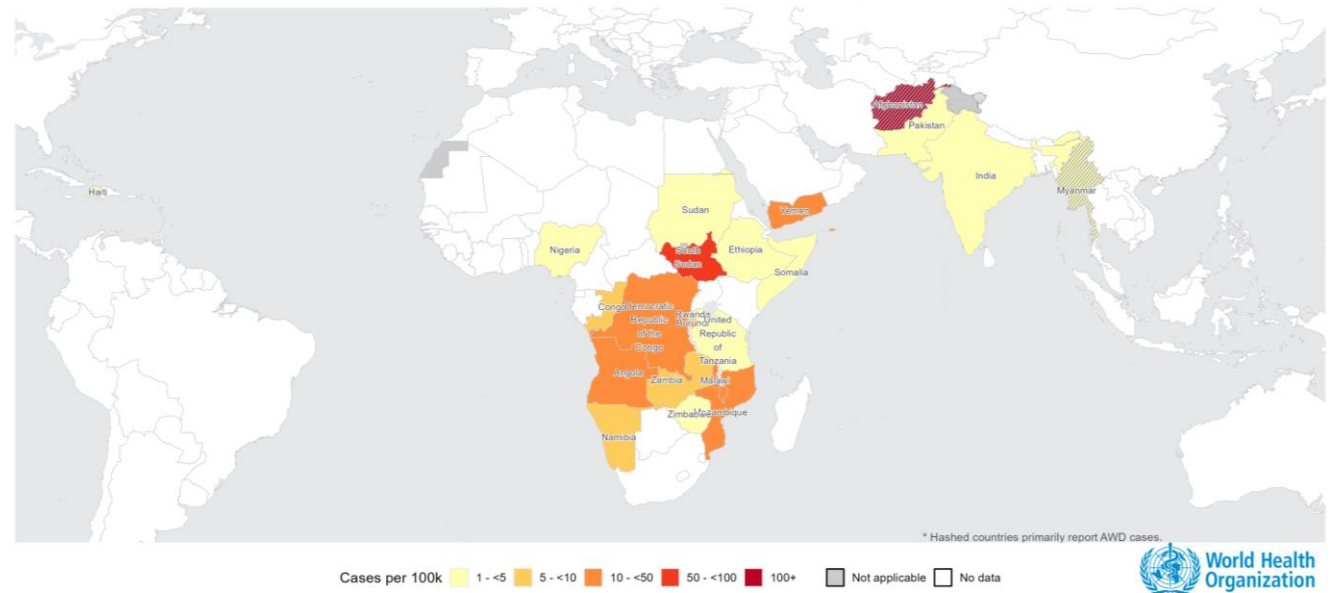 Haiti
Nigeria
Sudan
South
Sudan
Ethiopia
Somalia
Yemen
Afghanistan
Pakistan
India
Myanmar
Congo
Democratic
Republic
of the
Congo
Rwanda
Burundi
United
Republic
of
Tanzania
Angola
Zambia
Malawi
Zimbabwe
Mozambique
Namibia
* Hashed countries primarily report AWD cases.
Cases per 100k 1 - <5 5 - <10 10 - <50 50 - <100 100+ Not applicable No data
World Health
Organization